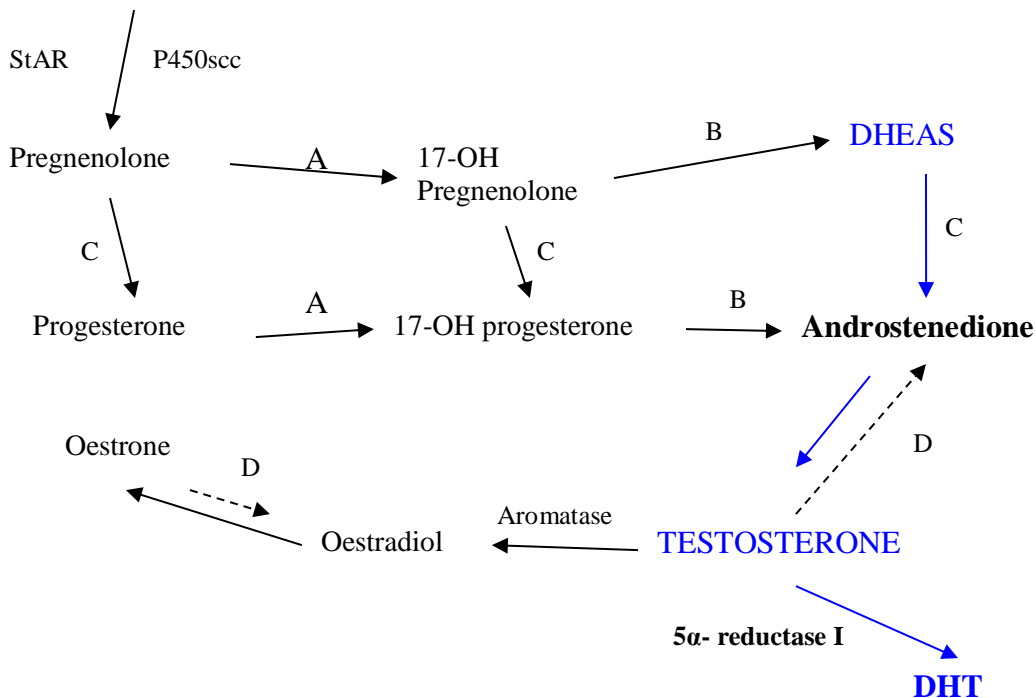 StAR P450scc
B DHEAS
Pregnenolone A 17-OH
Pregnenolone
C C C
Progesterone A 17-OH progesterone B Androstenedione
Oestrone D D
Oestradiol Aromatase TESTOSTERONE
5α- reductase I
DHT